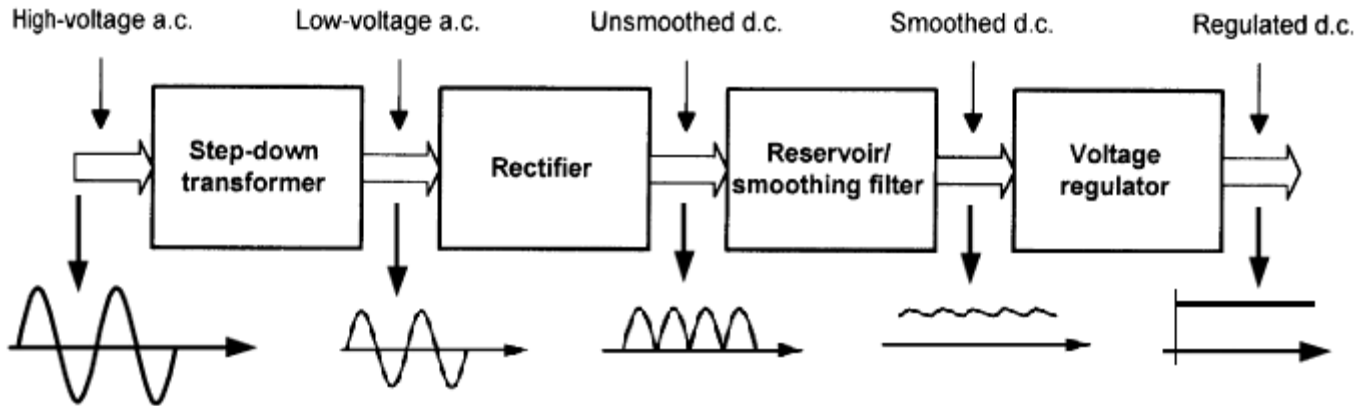 High-voltage a.c.
Low-voltage a.c.
Unsmoothed d.c.
Smoothed d.c.
Regulated d.c.
Step-down
transformer
Rectifier
Reservoir/
smoothing filter
Voltage
regulator